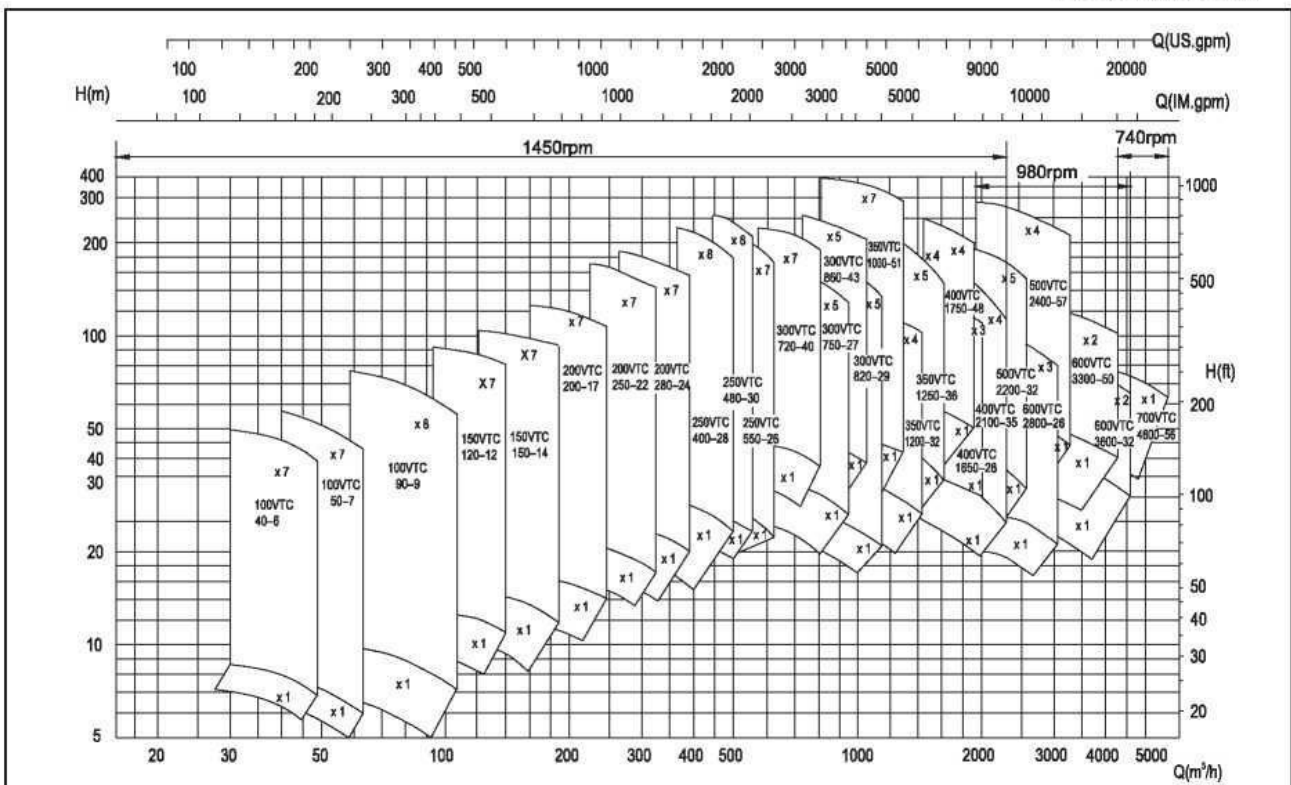 Q(US.gpm)
100 200 300 400 500 1000 2000 3000 5000 9000 20000
H(m)
100 200 300 500 1000 2000 3000 5000 10000
Q(IM.gpm)
740rpm
1450rpm
980rpm
400
300
200
100
50
40
30
20
10
5
1000
500
H(ft)
200
100
50
40
30
20
x7
100VTC
40–6
x1
x7
100VTC
50–7
x1
100VTC
90–9
x1
x7
150VTC
120–12
x1
x7
150VTC
150–14
x1
x7
200VTC
200–17
x1
x7
200VTC
250–22
x1
x7
200VTC
280–24
x1
x8
250VTC
400–28
x1
250VTC
480–30
x1
x7
250VTC
550–26
x1
x7
300VTC
720–40
x1
x5
300VTC
750–27
x1
x5
300VTC
860–43
x1
x5
300VTC
820–29
x1
x7
350VTC
1000–51
x1
x4
350VTC
1200–32
x1
x5
350VTC
1250–36
x1
x4
x7
400VTC
1750–48
x1
x3
400VTC
1650–26
x1
x4
400VTC
2100–35
x1
x5
500VTC
2200–32
x1
x4
500VTC
2400–57
x1
x3
600VTC
2800–26
x1
x2
600VTC
3300–50
x1
x2
600VTC
3600–32
x1
x1
700VTC
4800–56
20 30 50 100 200 300 400 500 1000 2000 3000 4000 5000
Q(m³/h)